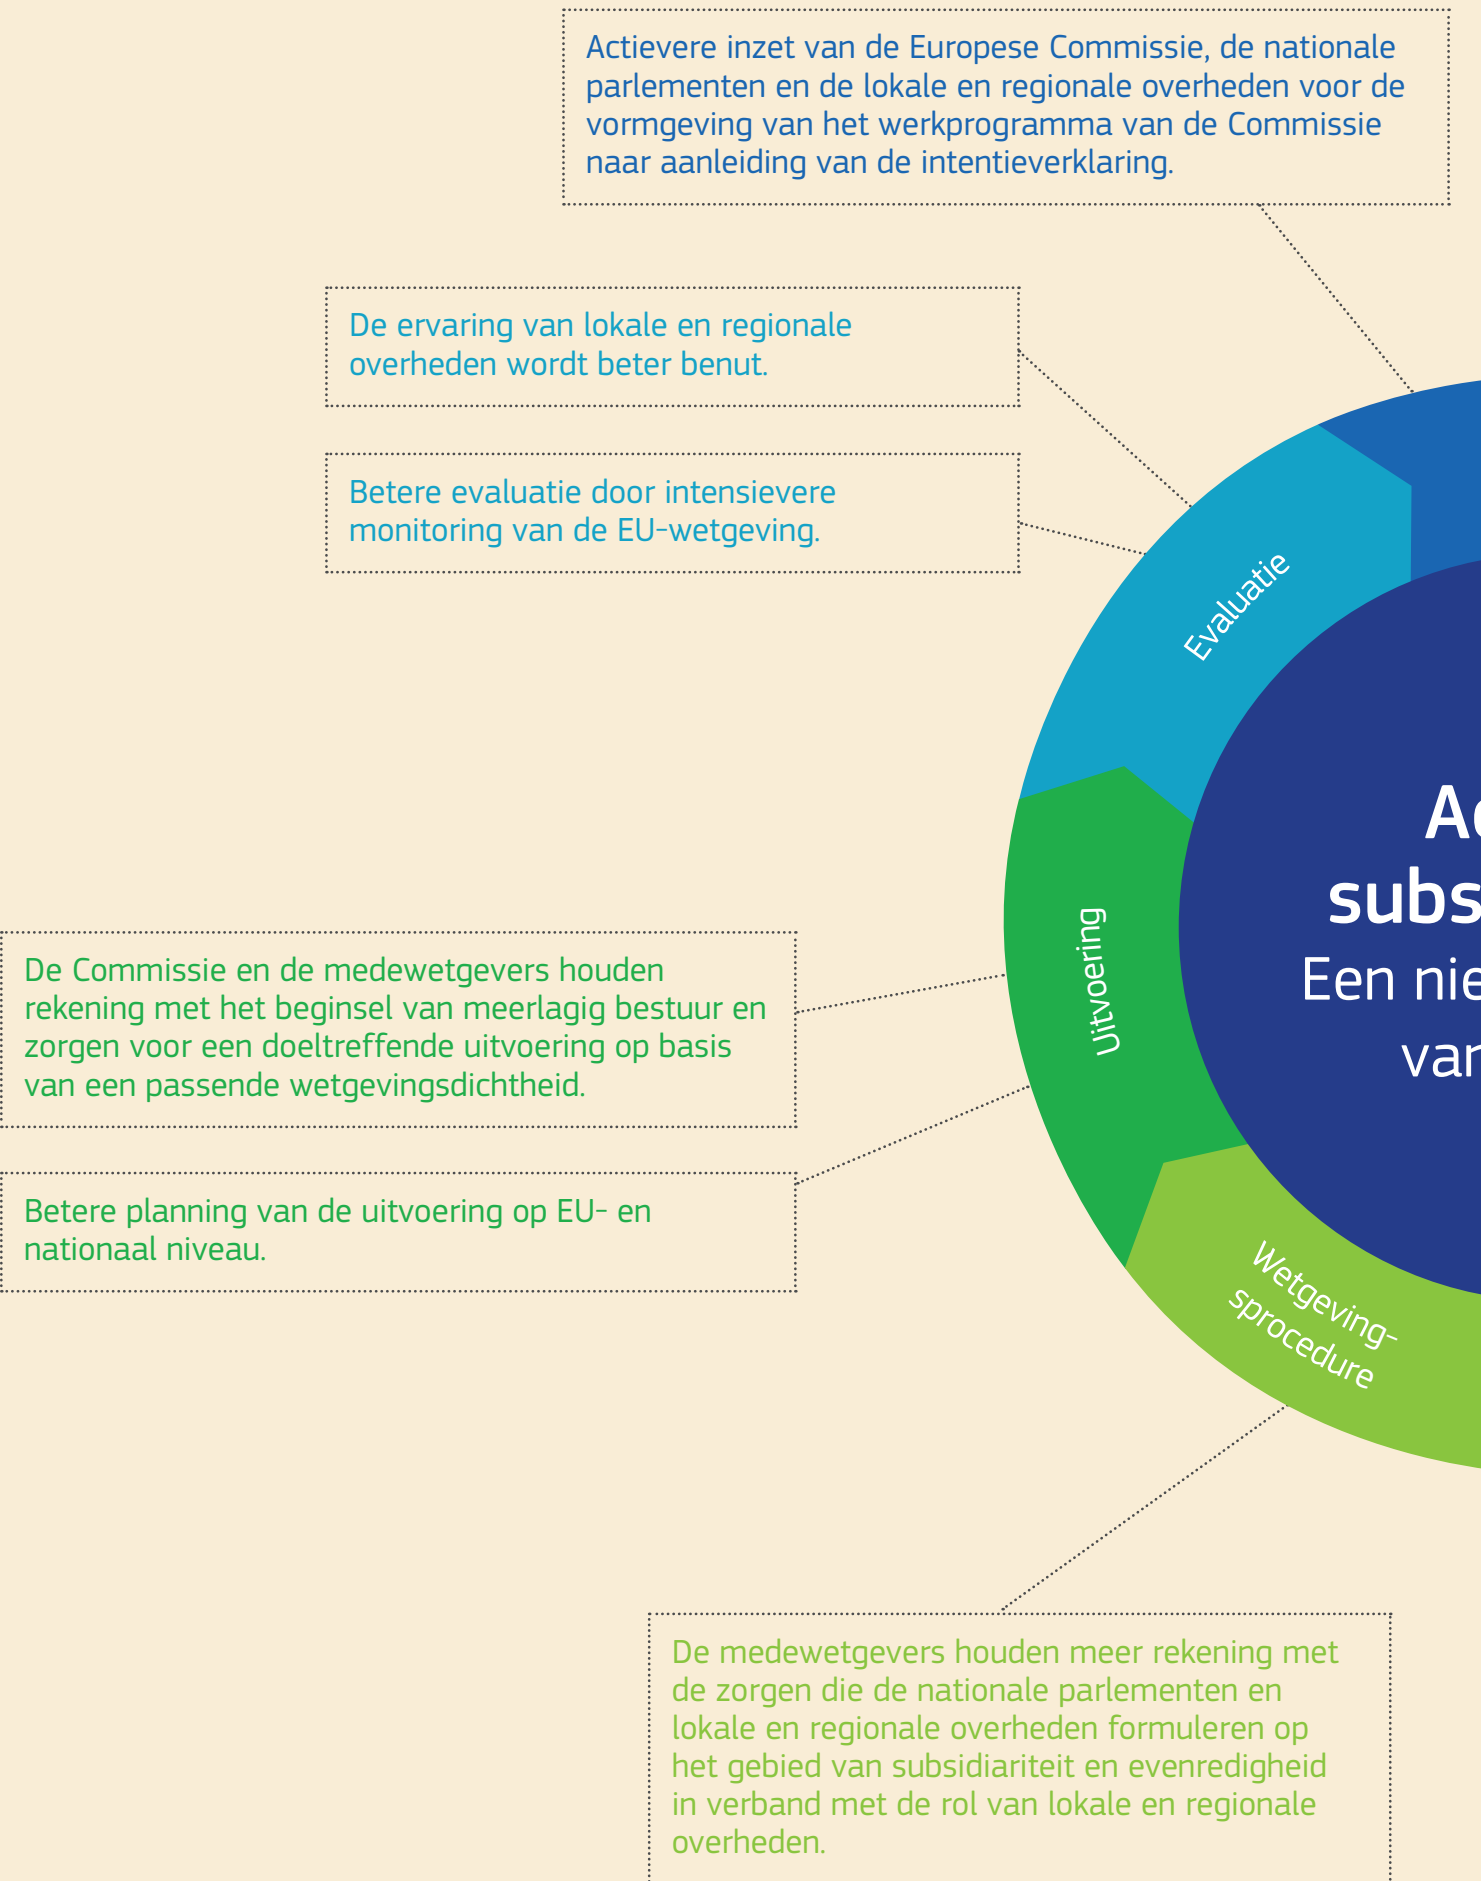 Actievere inzet van de Europese Commissie, de nationale
parlementen en de lokale en regionale overheden voor de
vormgeving van het werkprogramma van de Commissie
naar aanleiding van de intentieverklaring.
De ervaring van lokale en regionale
overheden wordt beter benut.
Betere evaluatie door intensievere
monitoring van de EU-wetgeving.
Evaluatie
Uitvoering
Wetgeving-
sprocedure
subs
Een nie
van
De Commissie en de medewetgevers houden
rekening met het beginsel van meerlagig bestuur en
zorgen voor een doeltreffende uitvoering op basis
van een passende wetgevingsdichtheid.
Betere planning van de uitvoering op EU- en
nationaal niveau.
De medewetgevers houden meer rekening met
de zorgen die de nationale parlementen en
lokale en regionale overheden formuleren op
het gebied van subsidiariteit en evenredigheid
in verband met de rol van lokale en regionale
overheden.